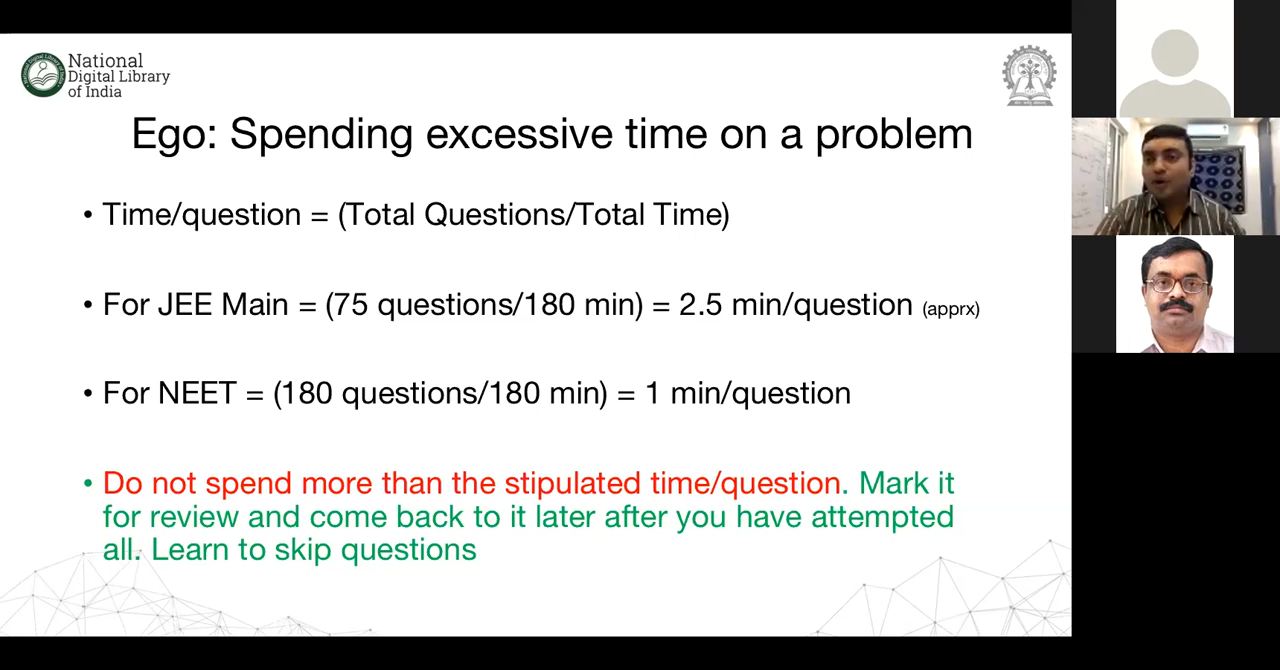 National
Digital Library
of India
Ego: Spending excessive time on a problem
• Time/question = (Total Questions/Total Time)
• For JEE Main = (75 questions/180 min) = 2.5 min/question (apprx)
• For NEET = (180 questions/180 min) = 1 min/question
• Do not spend more than the stipulated time/question. Mark it
for review and come back to it later after you have attempted
all. Learn to skip questions